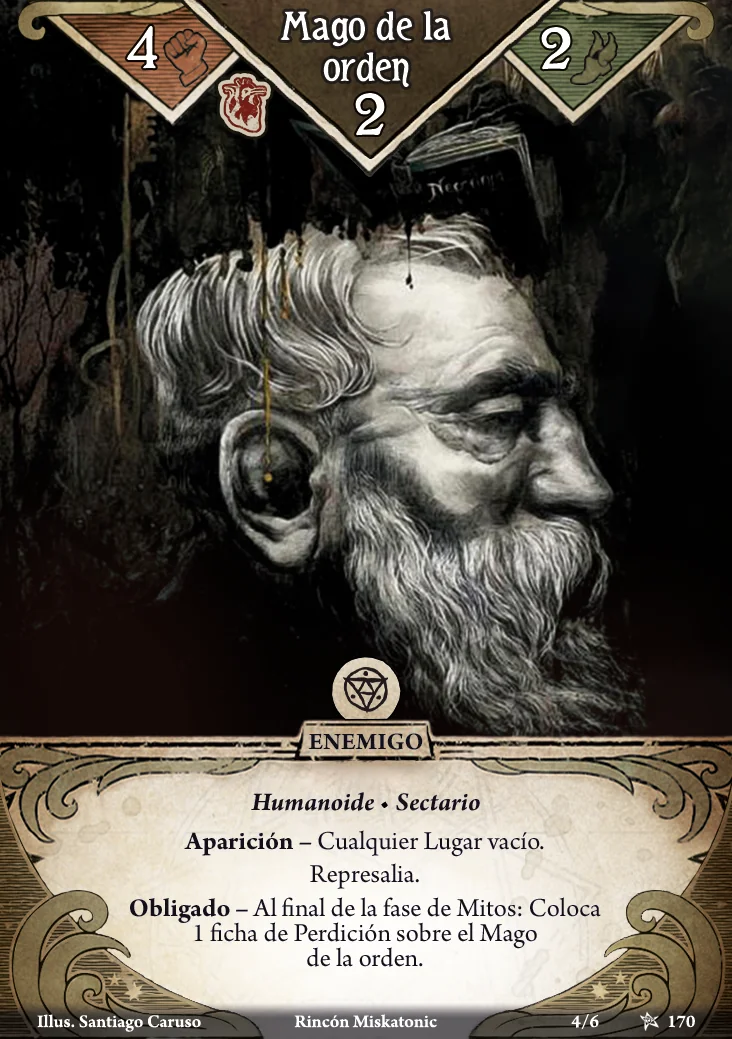 Mago de la
orden
4
2
2
ENEMIGO
Humanoide • Sectario
Aparición – Cualquier Lugar vacío.
Represalia.
Obligado – Al final de la fase de Mitos: Coloca
1 ficha de Perdición sobre el Mago
de la orden.
Illus. Santiago Caruso
Rincón Miskatonic
4/6
170